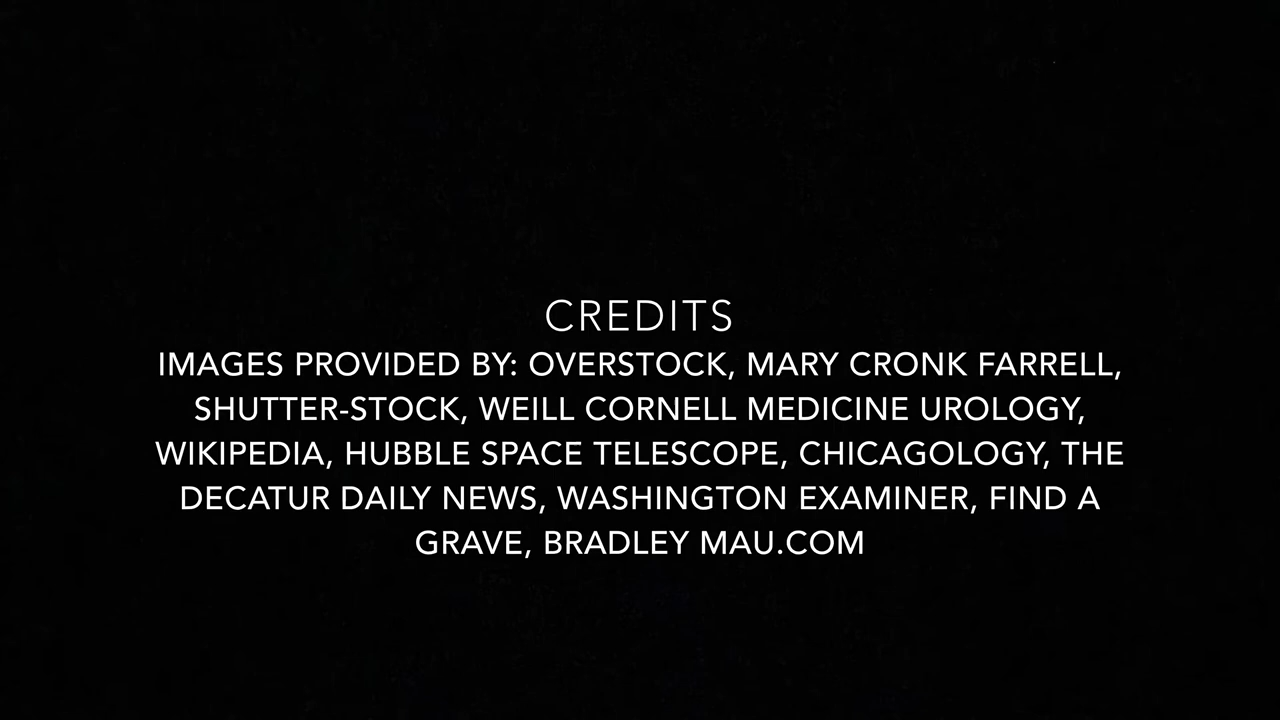 CREDITS
IMAGES PROVIDED BY: OVERSTOCK, MARY CRONK FARRELL,
SHUTTER-STOCK, WEILL CORNELL MEDICINE UROLOGY,
WIKIPEDIA, HUBBLE SPACE TELESCOPE, CHICAGOLOGY, THE
DECATUR DAILY NEWS, WASHINGTON EXAMINER, FIND A
GRAVE, BRADLEY MAU.COM